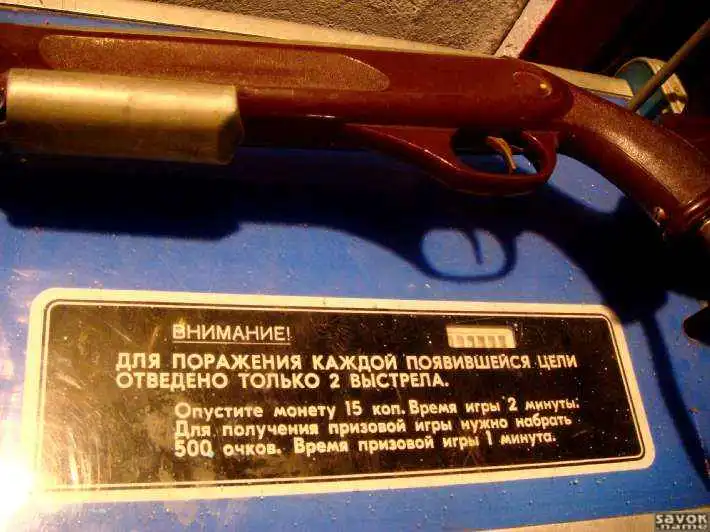 ВНИМАНИЕ!
ДЛЯ ПОРАЖЕНИЯ КАЖДОЙ ПОЯВИВШЕЙСЯ ЦЕЛИ
ОТВЕДЕНО ТОЛЬКО 2 ВЫСТРЕЛА.
Опустите монету 15 коп. Время игры 2 минуты.
Для получения призовой игры нужно набрать
500 очков. Время призовой игры 1 минута.
savok
name